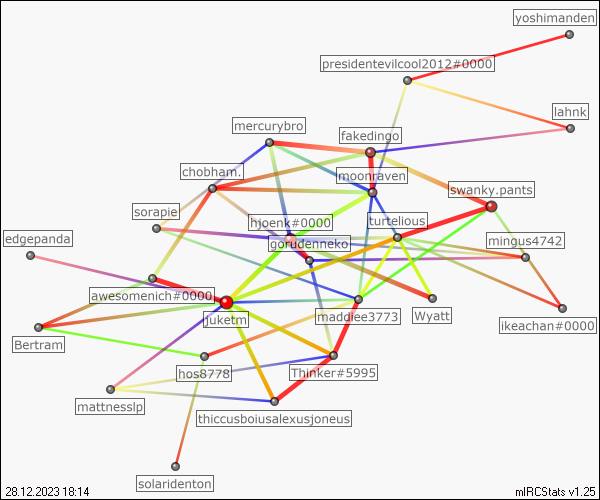 yoshimanden
presidentevilcool2012#0000
lahnk
mercurybro
fakedingo
chobham.
moonraven
swanky.pants
sorapie
hjoenk#0000
turtelious
edgepanda
gorudenneko
mingus4742
awesomenich#0000
juketm
maddiee3773
Wyatt
ikeachan#0000
Bertram
hos8778
Thinker#5995
mattnesslp
thiccusboiusalexusjoneus
solaridenton
28.12.2023 18:14
mIRCStats v1.25